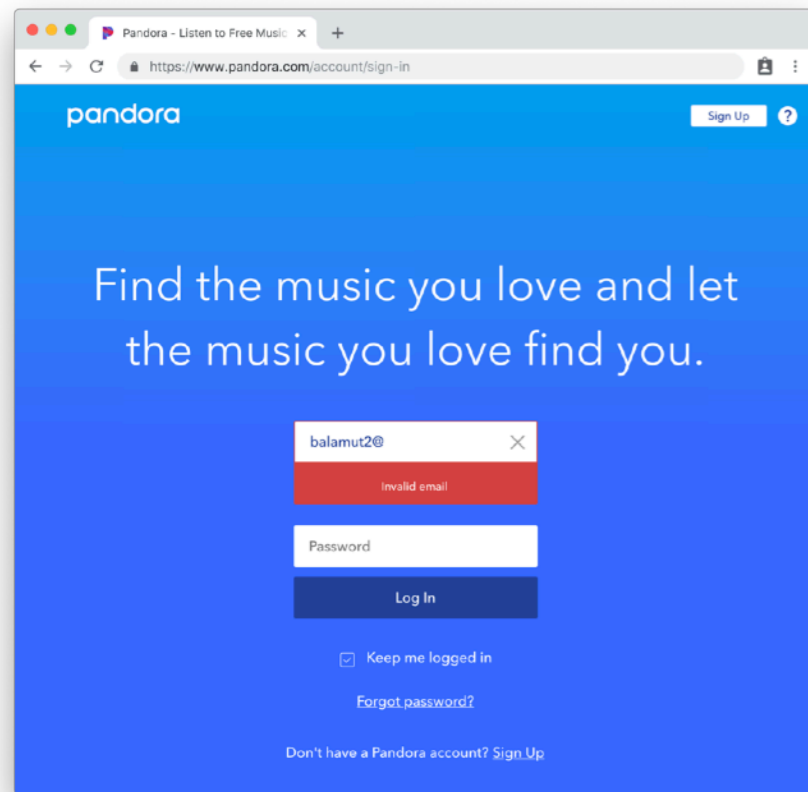 Pandora - Listen to Free Music
https://www.pandora.com/account/sign-in
pandora
Sign Up
?
Find the music you love and let
the music you love find you.
balamut2@
Invalid email
Password
Log In
Keep me logged in
Forgot password?
Don't have a Pandora account? Sign Up